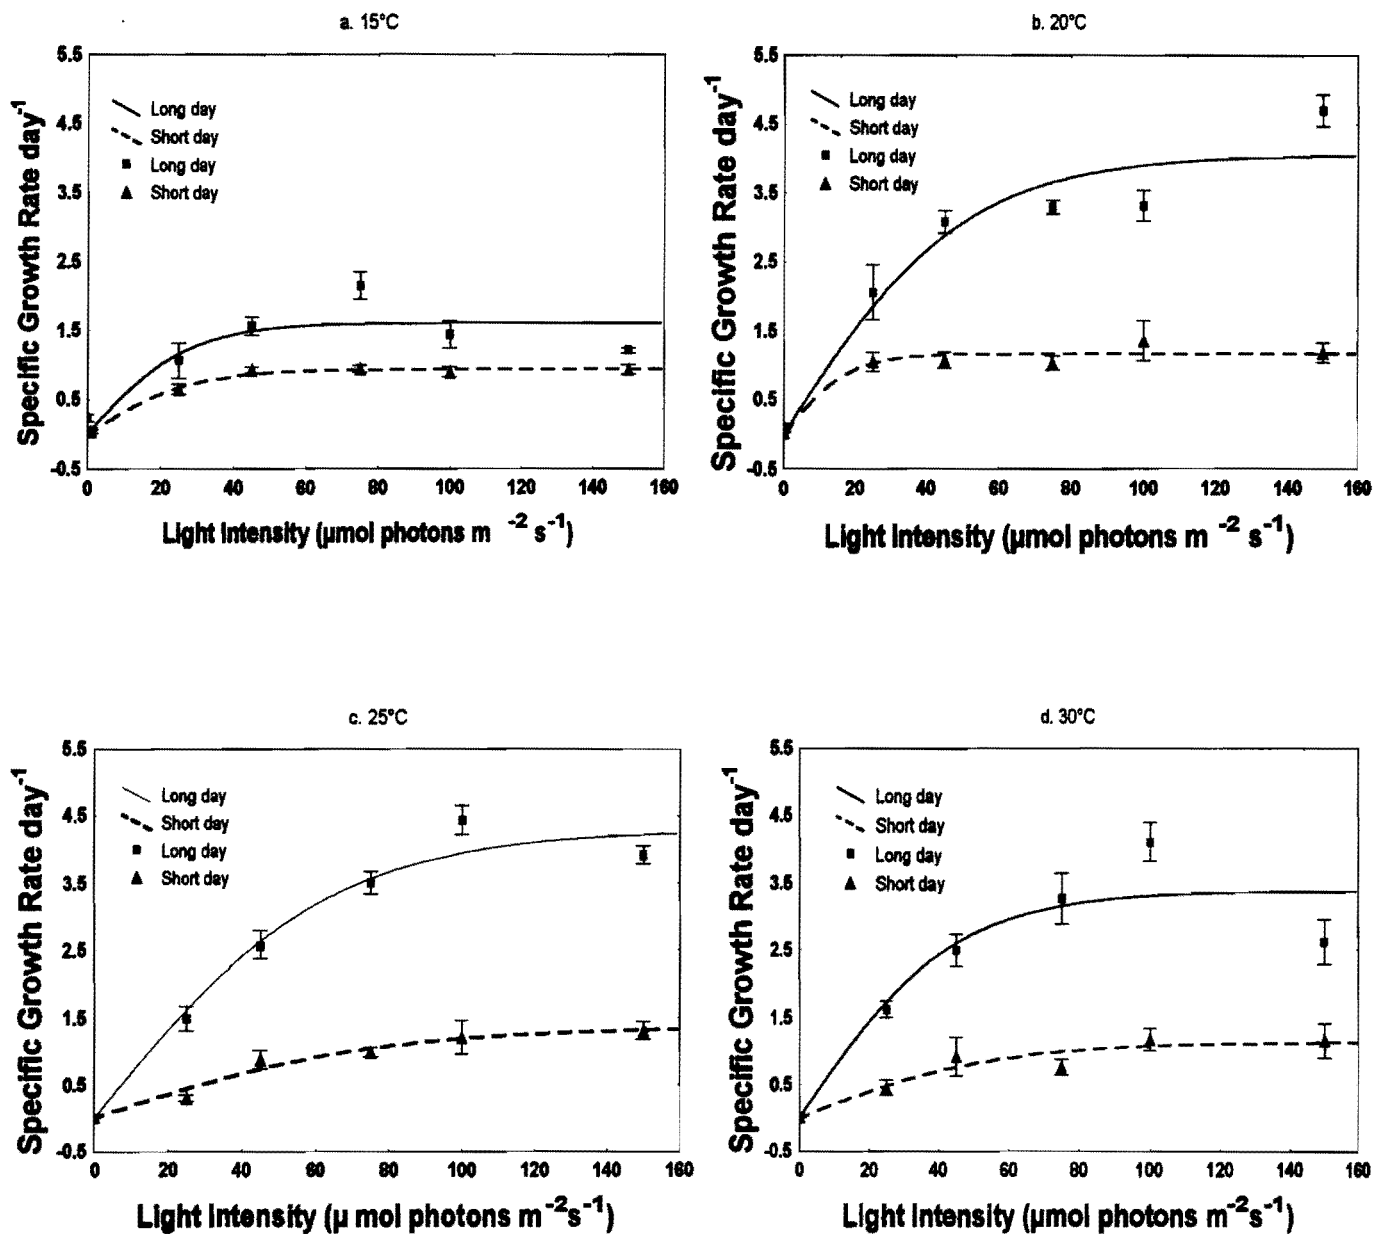 a. 15°C
5.5
4.5
3.5
2.5
1.5
0.5
-0.5
Long day
Short day
Long day
Short day
0 20 40 60 80 100 120 140 160
Specific Growth Rate day-1
Light Intensity (µmol photons m -2 s-1)
b. 20°C
5.5
4.5
3.5
2.5
1.5
0.5
-0.5
Long day
Short day
Long day
Short day
0 20 40 60 80 100 120 140 160
Specific Growth Rate day-1
Light Intensity (µmol photons m -2 s-1)
c. 25°C
5.5
4.5
3.5
2.5
1.5
0.5
-0.5
Long day
Short day
Long day
Short day
0 20 40 60 80 100 120 140 160
Specific Growth Rate day-1
Light Intensity (µ mol photons m-2s-1)
d. 30°C
5.5
4.5
3.5
2.5
1.5
0.5
-0.5
Long day
Short day
Long day
Short day
0 20 40 60 80 100 120 140 160
Specific Growth Rate day-1
Light Intensity (µmol photons m-2s-1)